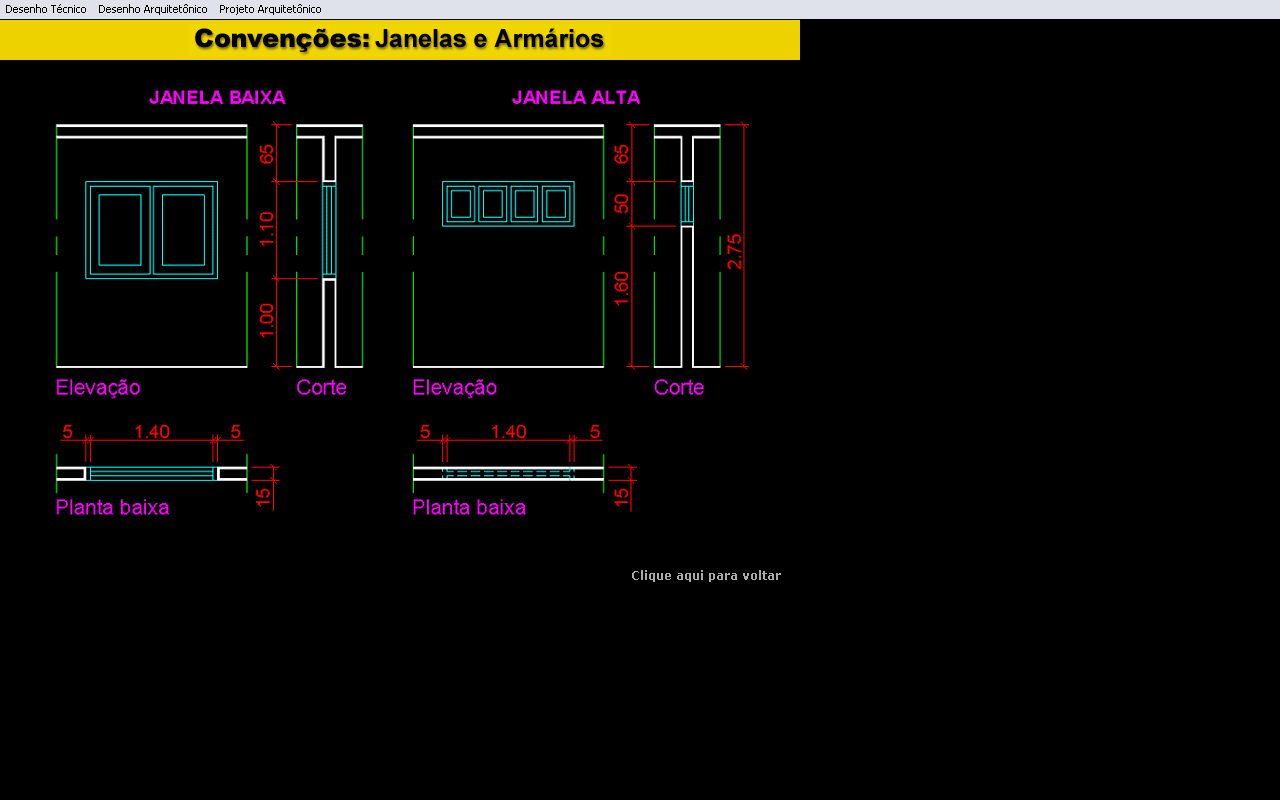 Desenho Técnico Desenho Arquitetônico Projeto Arquitetônico
Convenções: Janelas e Armários
JANELA BAIXA
65
1.10
1.00
Elevação
Corte
5 1.40 5
15
Planta baixa
JANELA ALTA
65
50
1.60
2.75
Elevação
Corte
5 1.40 5
15
Planta baixa
Clique aqui para voltar